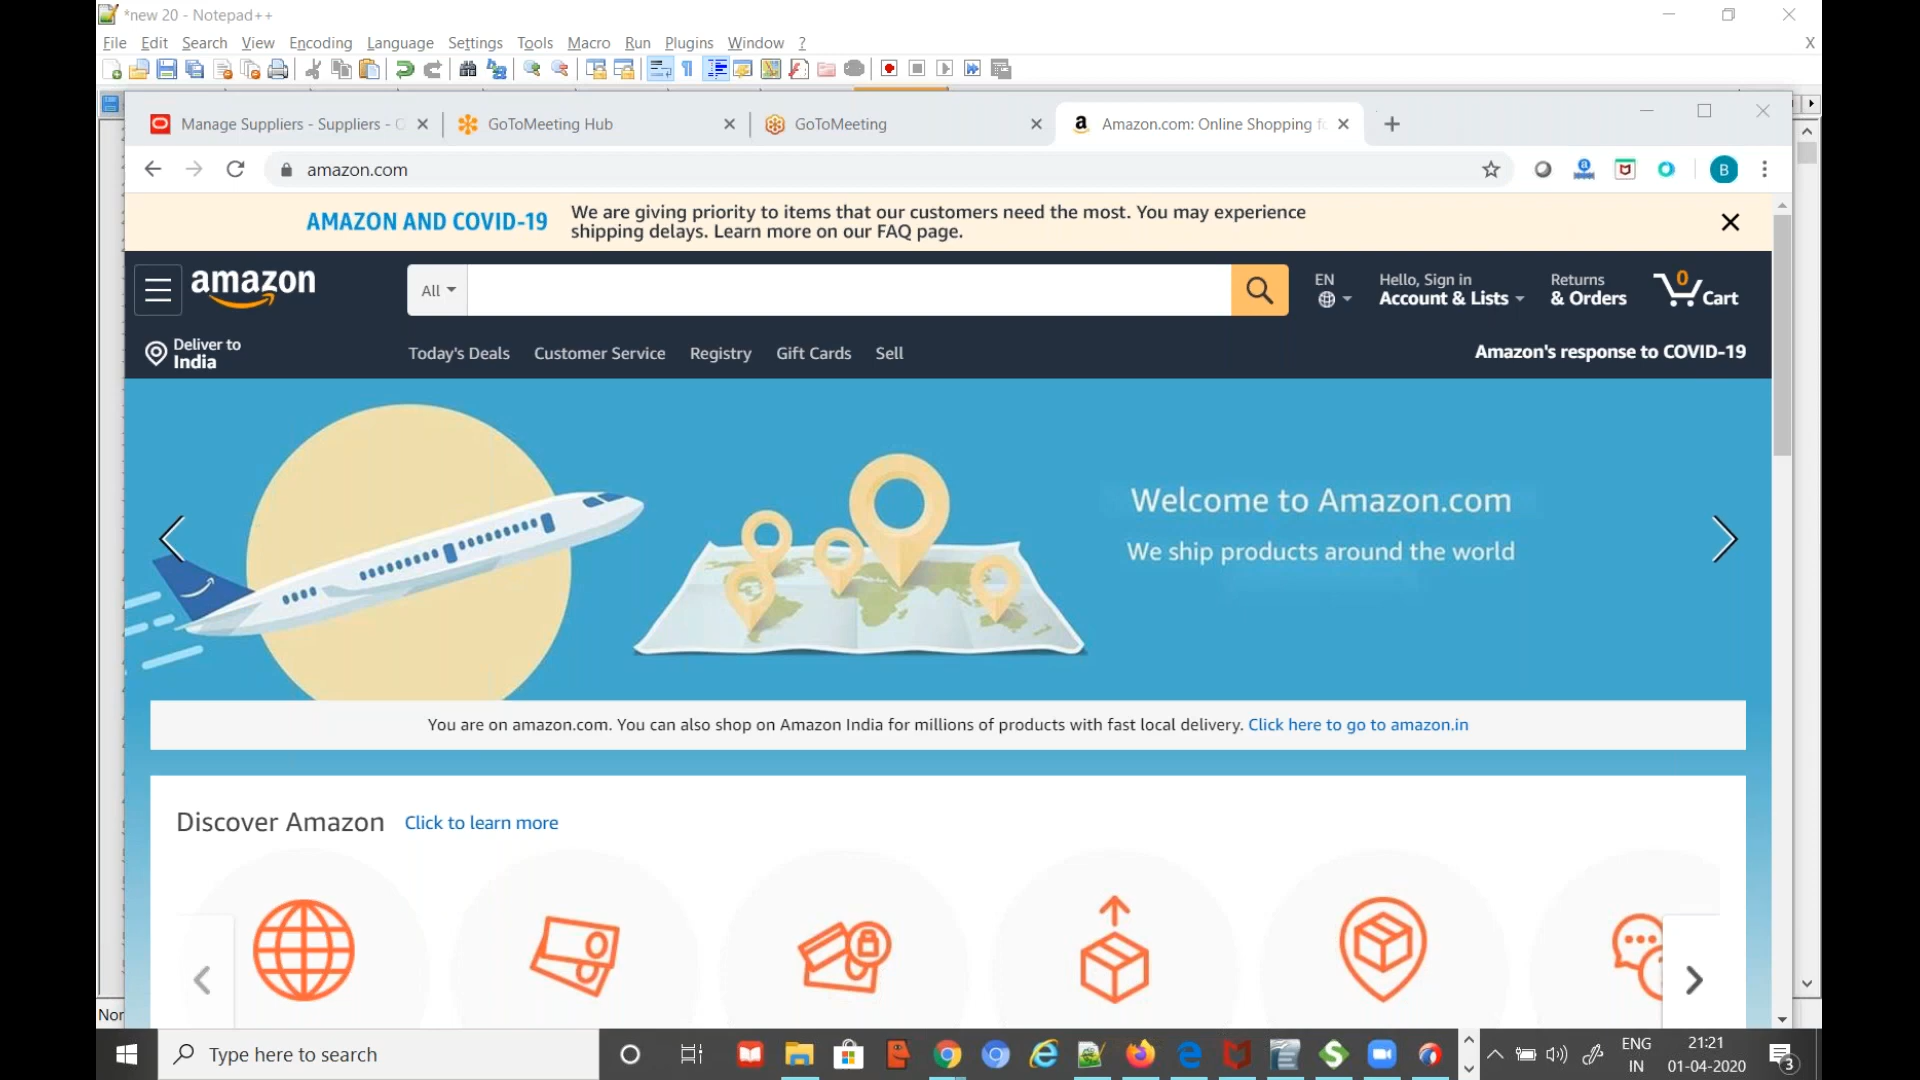 *new 20 - Notepad++
File Edit Search View Encoding Language Settings Tools Macro Run Plugins Window ?
X
Manage Suppliers - Suppliers -
GoToMeeting Hub
GoToMeeting
Amazon.com: Online Shopping
amazon.com
B
AMAZON AND COVID-19
We are giving priority to items that our customers need the most. You may experience
shipping delays. Learn more on our FAQ page.
amazon
All
EN
Hello, Sign in
Account & Lists
Returns
& Orders
0
Cart
Deliver to
India
Today's Deals Customer Service Registry Gift Cards Sell
Amazon's response to COVID-19
Welcome to Amazon.com
We ship products around the world
You are on amazon.com. You can also shop on Amazon India for millions of products with fast local delivery. Click here to go to amazon.in
Discover Amazon Click to learn more
Nor
Type here to search
ENG
IN
21:21
01-04-2020
3